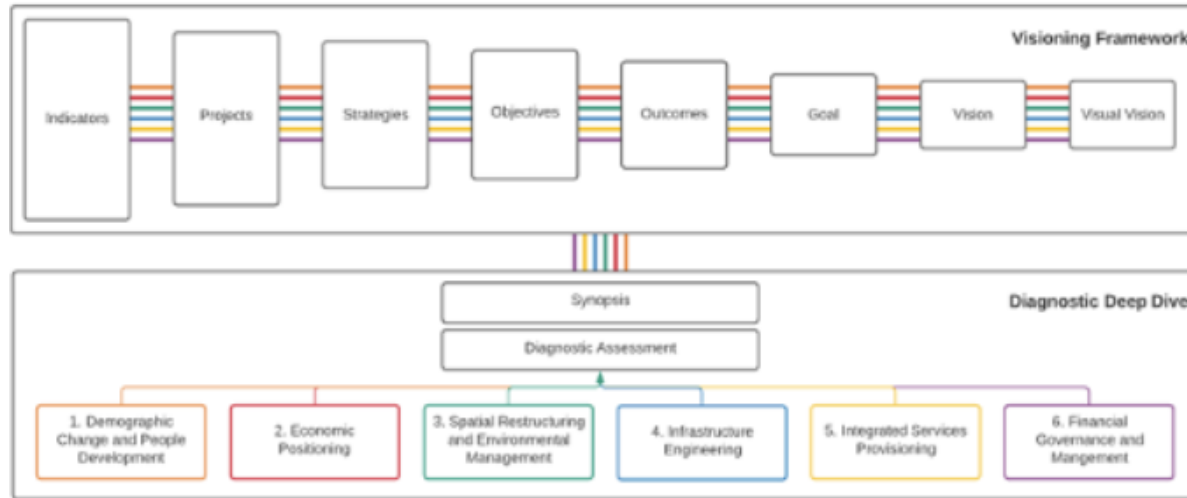 Visioning Framework
Indicators
Projects
Strategies
Objectives
Outcomes
Goal
Vision
Visual Vision
Synopsis
Diagnostic Deep Dive
Diagnostic Assessment
1. Demographic
Change and People
Development
2. Economic
Positioning
3. Spatial Restructuring
and Environmental
Management
4. Infrastructure
Engineering
5. Integrated Services
Provisioning
6. Financial
Governance and
Mangement